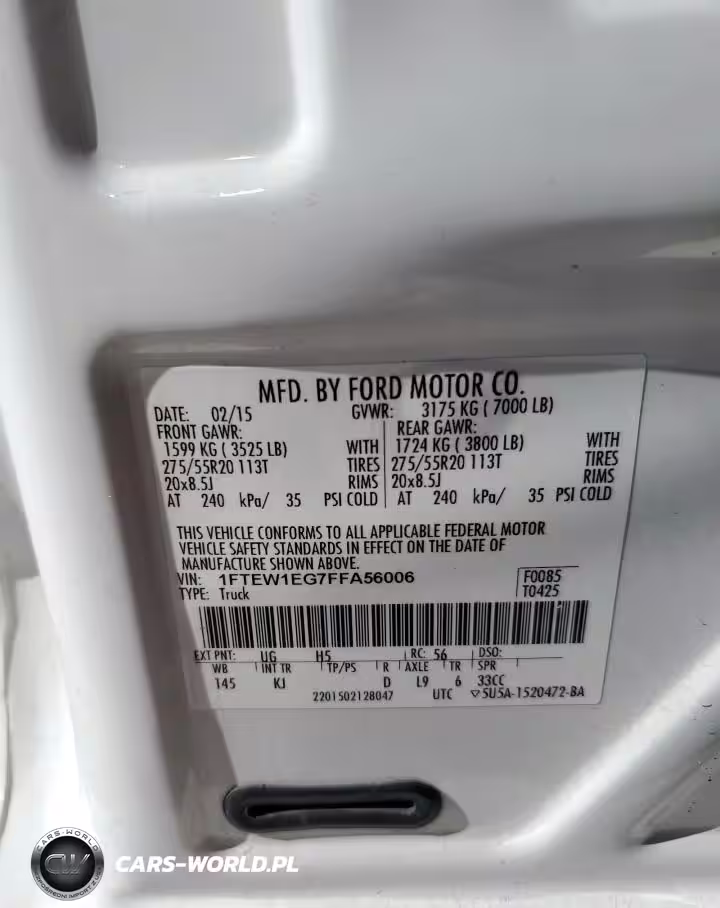 MFD. BY FORD MOTOR CO.
DATE: 02/15 GVWR: 3175 KG ( 7000 LB)
FRONT GAWR: REAR GAWR:
1599 KG ( 3525 LB) WITH 1724 KG ( 3800 LB) WITH
275/55R20 113T TIRES 275/55R20 113T TIRES
20x8.5J RIMS 20x8.5J RIMS
AT 240 kPa/ 35 PSI COLD AT 240 kPa/ 35 PSI COLD
THIS VEHICLE CONFORMS TO ALL APPLICABLE FEDERAL MOTOR
VEHICLE SAFETY STANDARDS IN EFFECT ON THE DATE OF
MANUFACTURE SHOWN ABOVE.
VIN: 1FTEW1EG7FFA56006 F0085
TYPE: Truck T0425
EXT PNT: UG H5 RC: 56 DSO:
WB INT TR TP/PS R AXLE TR SPR
145 KJ D L9 6 33CC
2201502128047 UTC ▽5U5A-1520472-BA
CARS-WORLD
CW
CARS-WORLD.PL